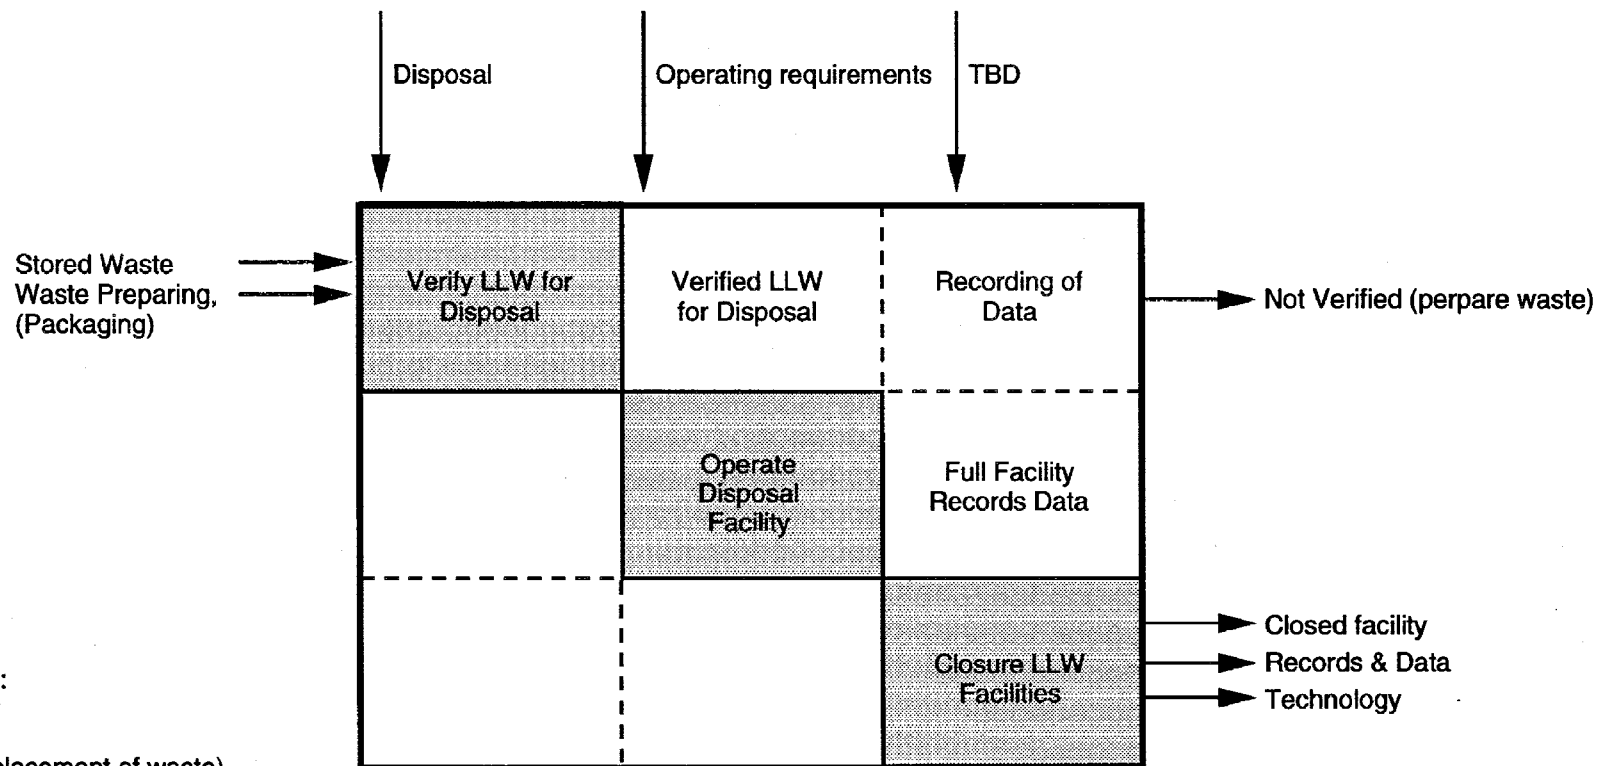 Disposal
Operating requirements
TBD
Stored Waste
Waste Preparing,
(Packaging)
Verify LLW for
Disposal
Verified LLW
for Disposal
Recording of
Data
Not Verified (perpare waste)
Operate
Disposal
Facility
Full Facility
Records Data
Closure LLW
Facilities
Closed facility
Records & Data
Technology
:
of waste)